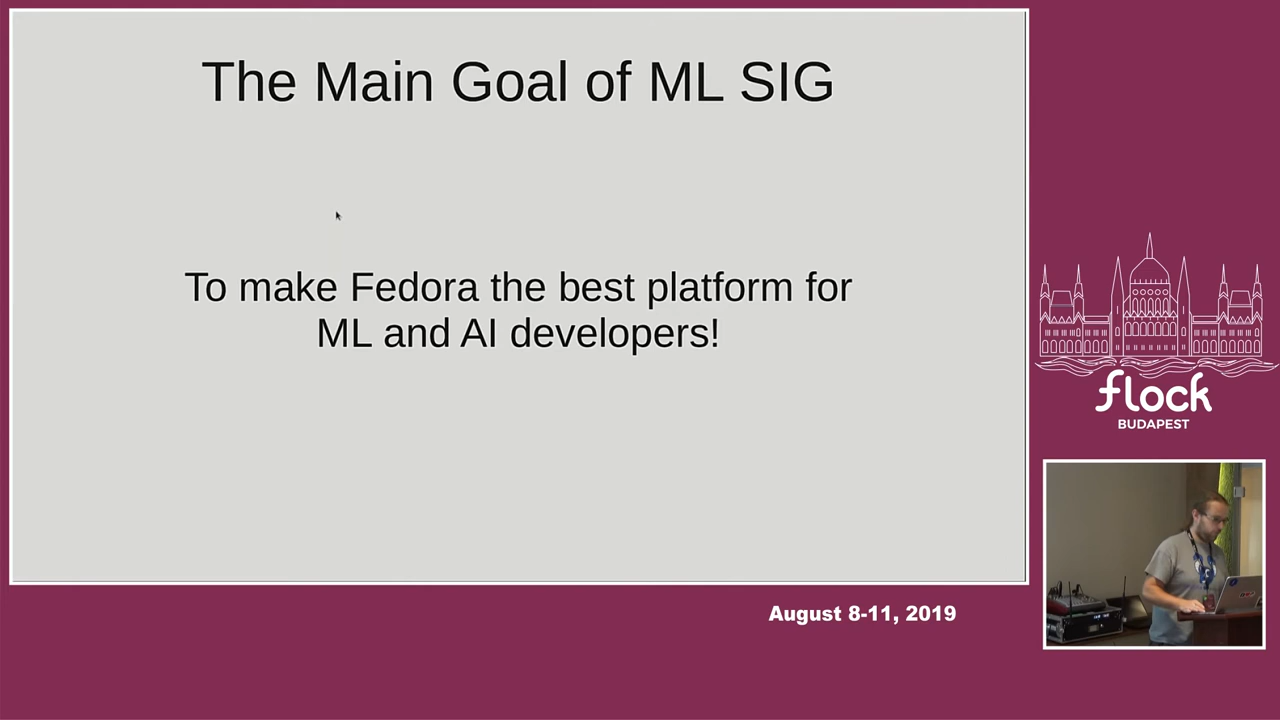 The Main Goal of ML SIG
To make Fedora the best platform for
ML and AI developers!
flock
BUDAPEST
August 8-11, 2019